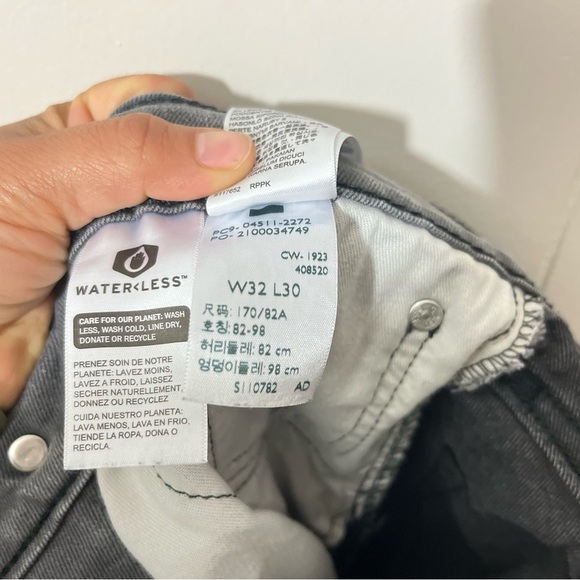 HASONLO SZ
RPPK
PC9- 04511-2272
PO- 2100034749
CW- 1923
408520
W32 L30
尺码: 170/82A
호칭: 82-98
허리둘레: 82 cm
엉덩이둘레: 98 cm
S110782 AD
WATER<LESS™
CARE FOR OUR PLANET: WASH
LESS, WASH COLD, LINE DRY,
DONATE OR RECYCLE
PRENEZ SOIN DE NOTRE
PLANETE: LAVEZ MOINS,
LAVEZ A FROID, LAISSEZ
SECHER NATURELLEMENT,
DONNEZ OU RECYCLEZ
CUIDA NUESTRO PLANETA:
LAVA MENOS, LAVA EN FRIO,
TIENDE LA ROPA, DONA O
RECICLA.